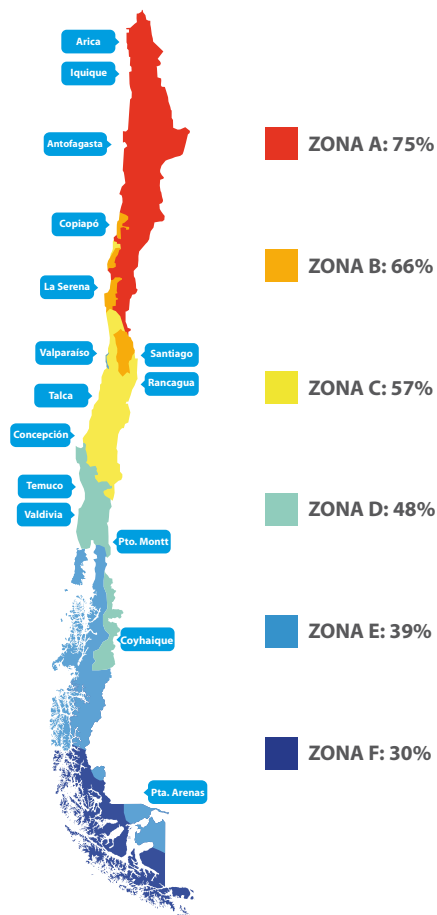 Arica
Iquique
Antofagasta
Copiapó
La Serena
Valparaíso
Santiago
Rancagua
Talca
Concepción
Temuco
Valdivia
Pto. Montt
Coyhaique
Pta. Arenas
ZONA A: 75%
ZONA B: 66%
ZONA C: 57%
ZONA D: 48%
ZONA E: 39%
ZONA F: 30%